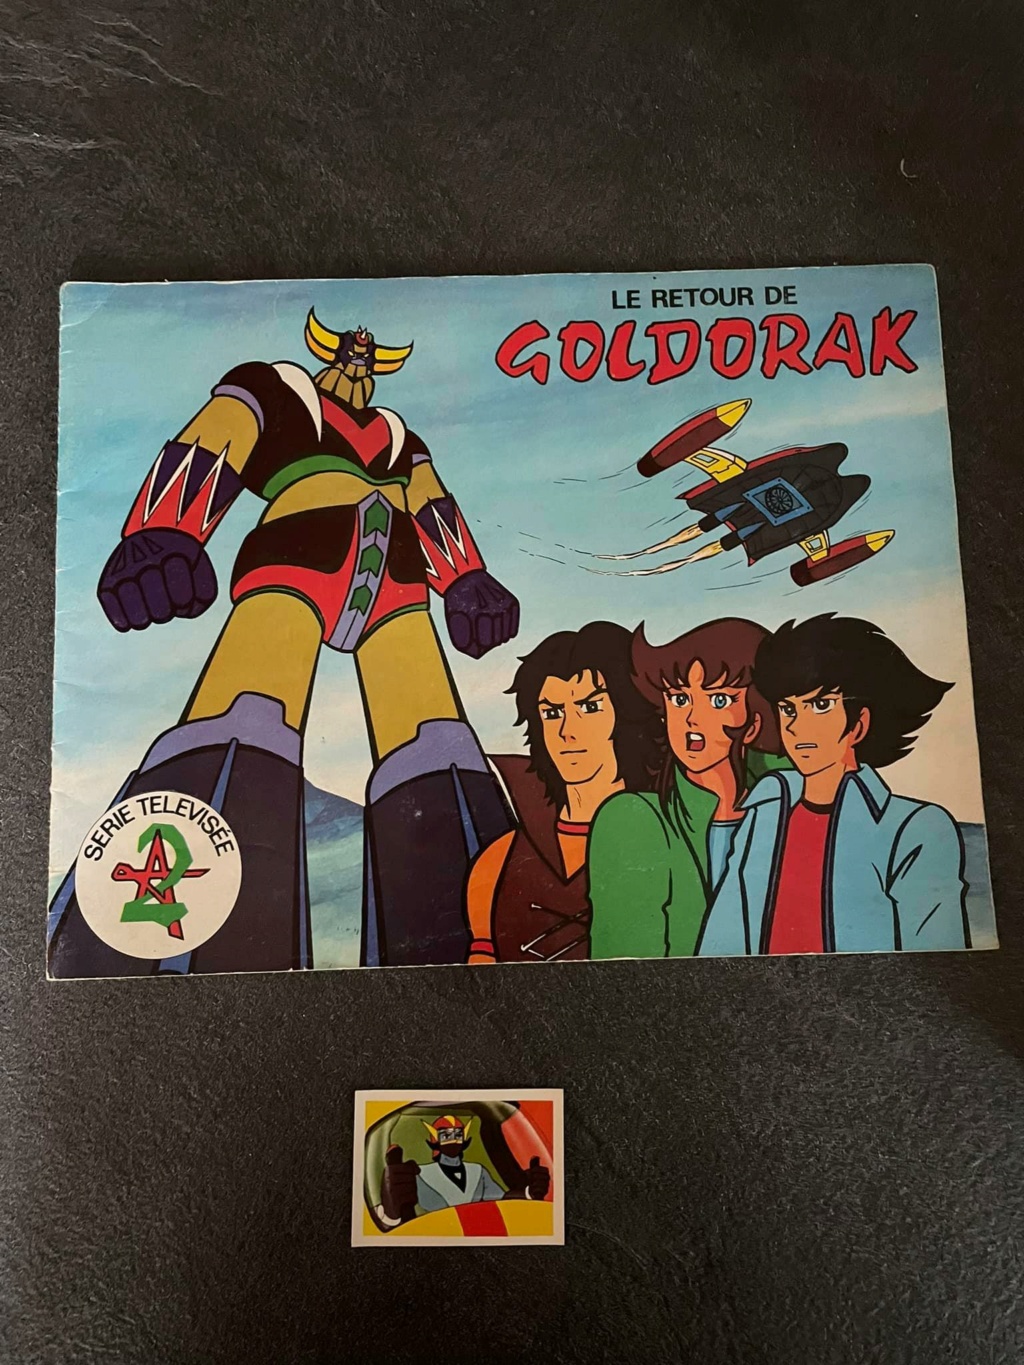 LE RETOUR DE
GOLDORAK
SERIE TELEVISÉE
A2